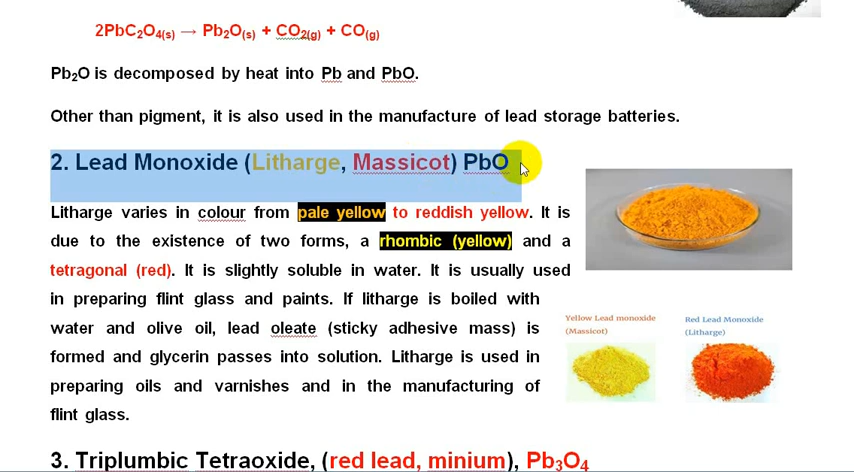 2PbC₂O₄(s) → Pb₂O(s) + CO₂(g) + CO(g)
Pb₂O is decomposed by heat into Pb and PbO.
Other than pigment, it is also used in the manufacture of lead storage batteries.
2. Lead Monoxide (Litharge, Massicot) PbO
Litharge varies in colour from pale yellow to reddish yellow. It is
due to the existence of two forms, a rhombic (yellow) and a
tetragonal (red). It is slightly soluble in water. It is usually used
in preparing flint glass and paints. If litharge is boiled with
water and olive oil, lead oleate (sticky adhesive mass) is
formed and glycerin passes into solution. Litharge is used in
preparing oils and varnishes and in the manufacturing of
flint glass.
Yellow Lead monoxide
(Massicot)
Red Lead Monoxide
(Litharge)
3. Triplumbic Tetraoxide, (red lead, minium), Pb₃O₄